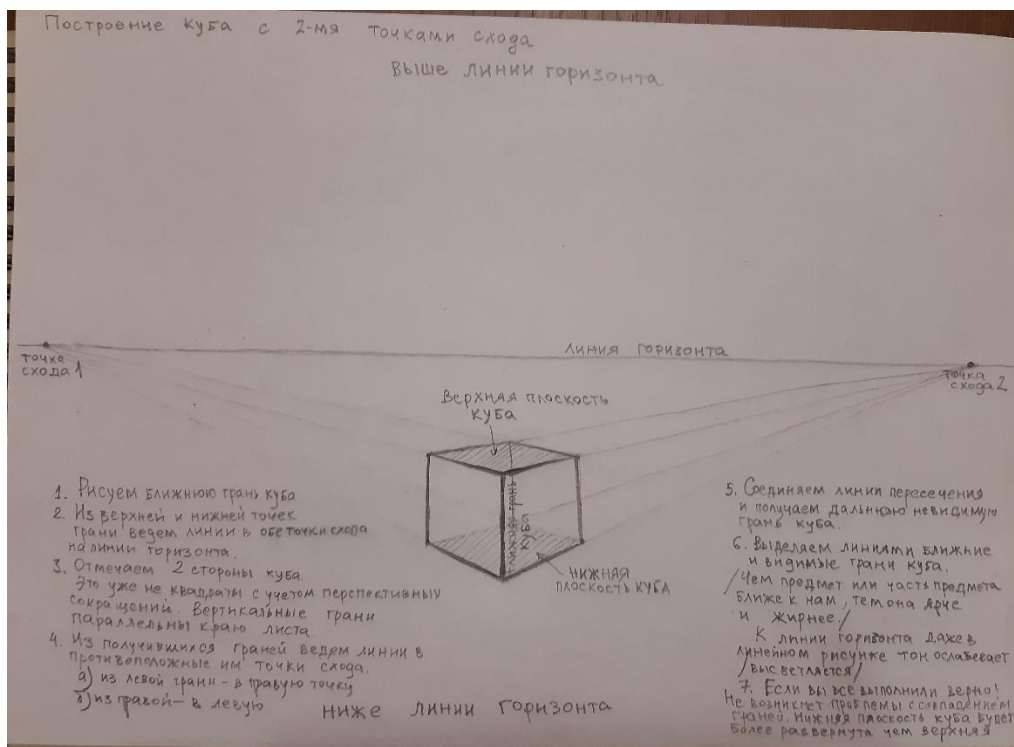 Построение куба с 2-мя точками схода
Выше линии горизонта
линия горизонта
точка
схода 1
точка
схода 2
Верхняя плоскость
куба
куба
Нижняя
плоскость куба
1. Рисуем ближнюю грань куба
2 Из верхней и нижней точек
грани ведем линии в обе точки схода
на линии горизонта.
3. Отмечаем 2 стороны куба.
Это уже не квадраты с учетом перспективных
сокращений. Вертикальные грани
параллельны краю листа
4. Из получившихся граней ведем линии в
противоположные им точки схода.
а) из левой грани - в правую точку
б) из правой - в левую
ниже линии горизонта
5. Соединяем линии пересечения
и получаем дальнюю невидимую
грань куба.
6. Выделяем линиями ближние
и видимые грани куба.
/Чем предмет или часть предмета
ближе к нам, тем она ярче
и жирнее./
К линии горизонта даже в
линейном рисунке тон ослабевает
/высветляется/
7. Если вы все выполнили верно!
Не возникнет проблемы с совпадением
граней. Нижняя плоскость куба будет
более развернута чем верхняя